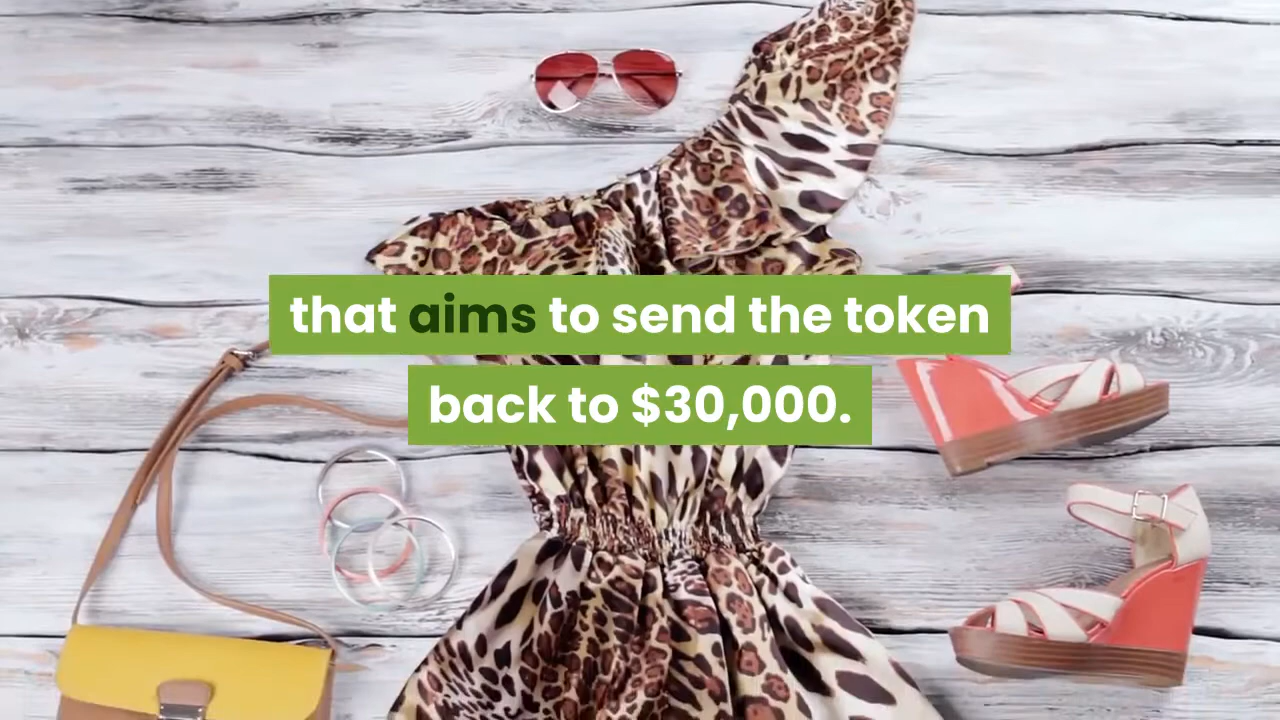 that aims to send the token
back to $30,000.